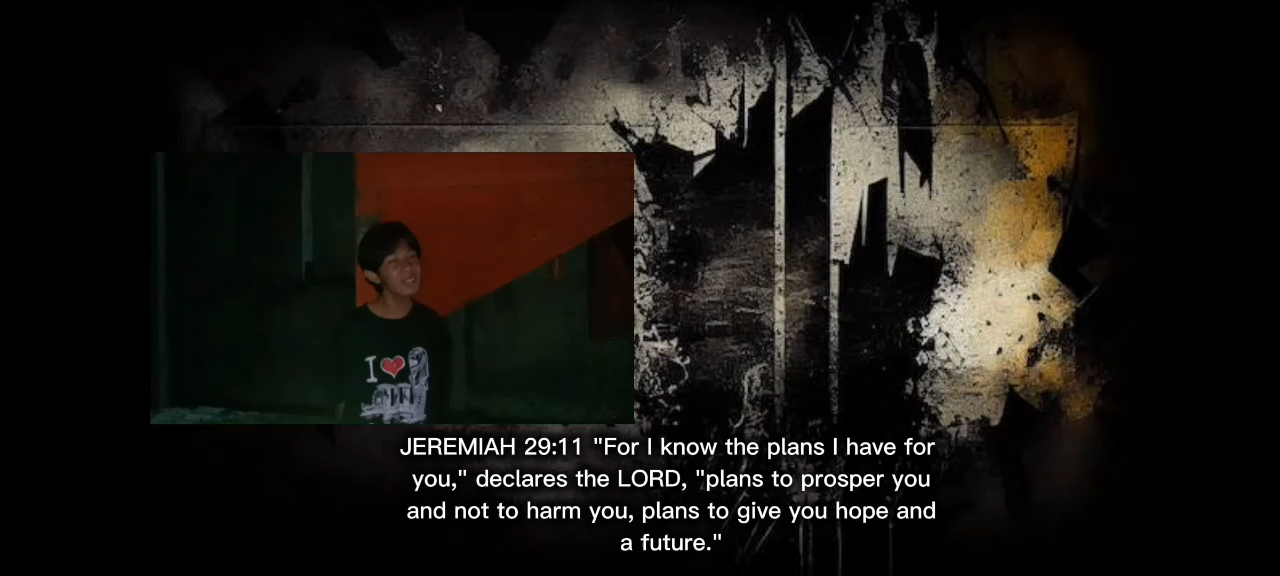 I ❤
JEREMIAH 29:11 "For I know the plans I have for
you," declares the LORD, "plans to prosper you
and not to harm you, plans to give you hope and
a future."